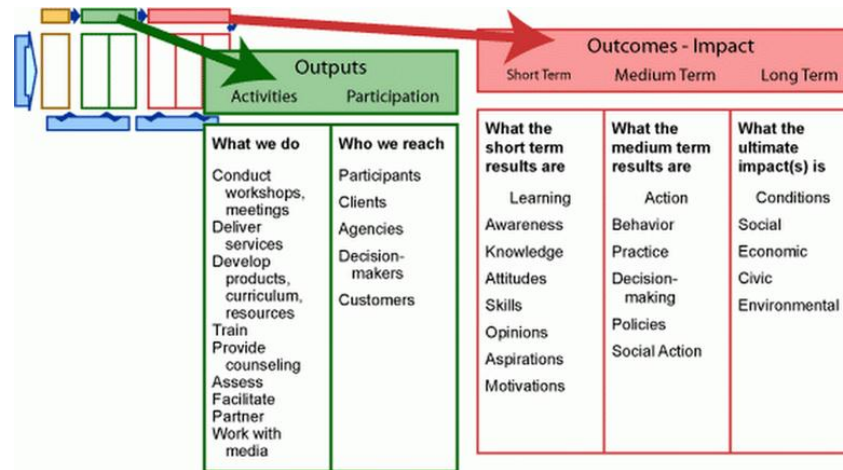 Outputs
Activities Participation
What we do
Conduct
workshops,
meetings
Deliver
services
Develop
products,
curriculum,
resources
Train
Provide
counseling
Assess
Facilitate
Partner
Work with
media
Who we reach
Participants
Clients
Agencies
Decision-
makers
Customers
Outcomes - Impact
Short Term Medium Term Long Term
What the
short term
results are
Learning
Awareness
Knowledge
Attitudes
Skills
Opinions
Aspirations
Motivations
What the
medium term
results are
Action
Behavior
Practice
Decision-
making
Policies
Social Action
What the
ultimate
impact(s) is
Conditions
Social
Economic
Civic
Environmental